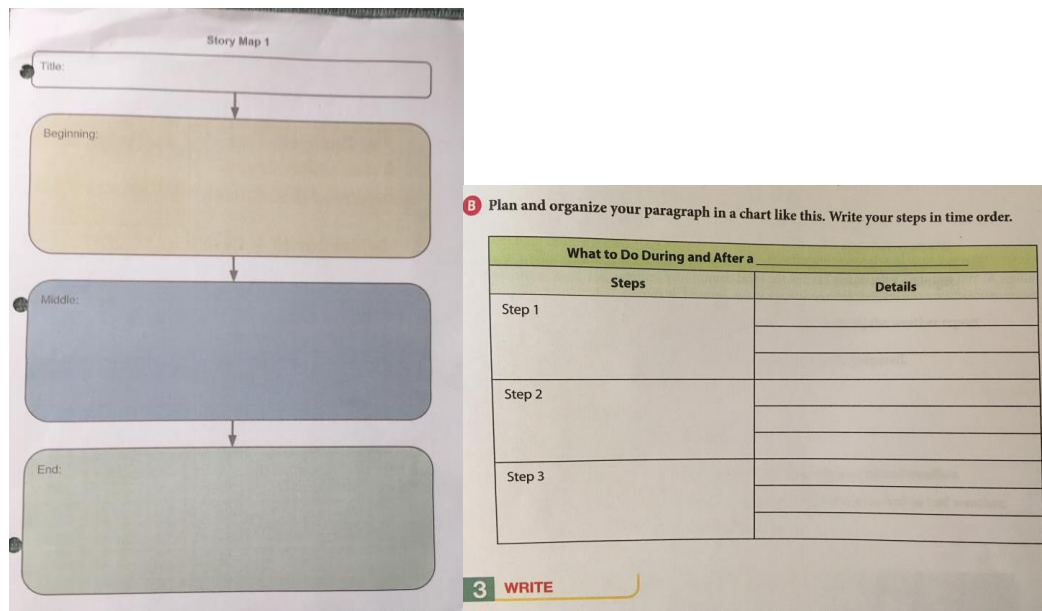 Story Map 1
Title:
Beginning:
Middle:
End:
B Plan and organize your paragraph in a chart like this. Write your steps in time order.
What to Do During and After a
Steps Details
Step 1
Step 2
Step 3
3 WRITE